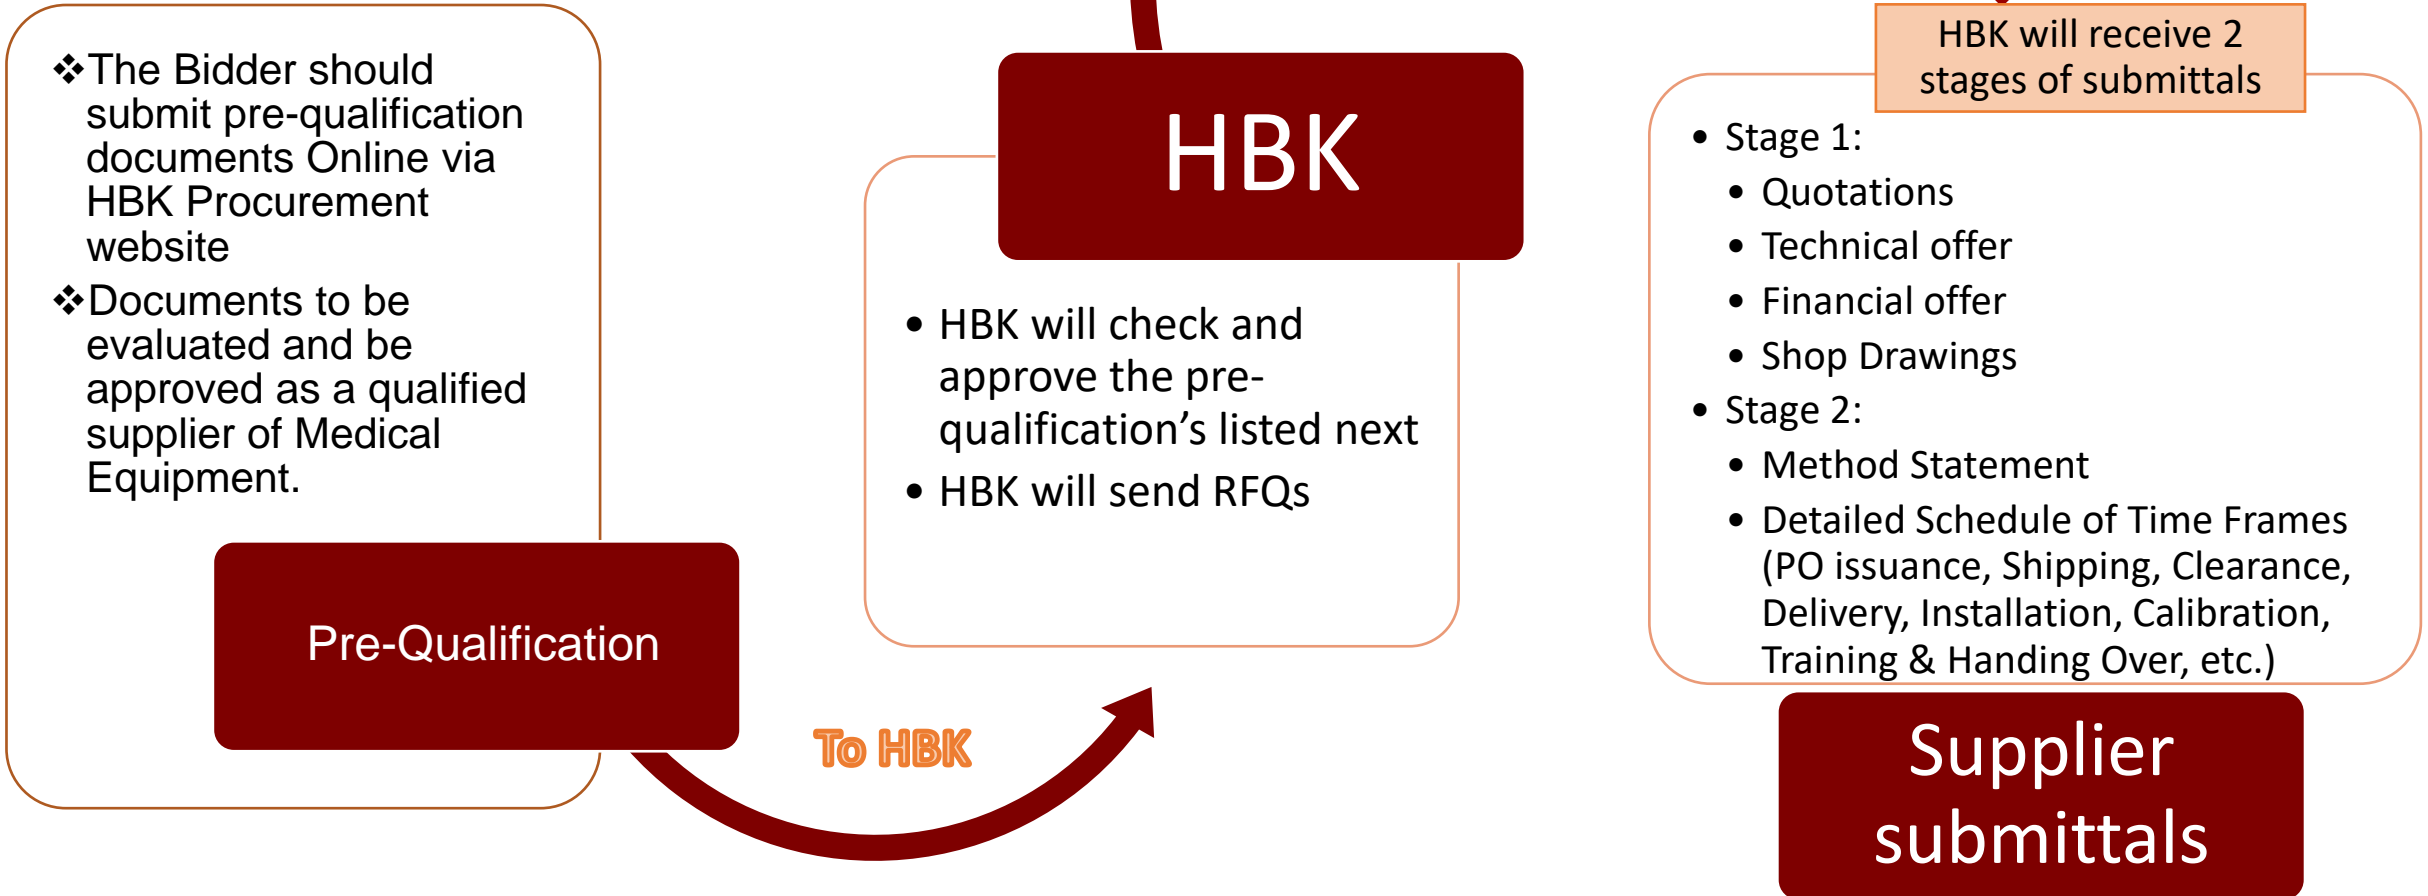 ❖The Bidder should
submit pre-qualification
documents Online via
HBK Procurement
website
❖Documents to be
evaluated and be
approved as a qualified
supplier of Medical
Equipment.
Pre-Qualification
To HBK
HBK
• HBK will check and
approve the pre-
qualification’s listed next
• HBK will send RFQs
HBK will receive 2
stages of submittals
• Stage 1:
• Quotations
• Technical offer
• Financial offer
• Shop Drawings
• Stage 2:
• Method Statement
• Detailed Schedule of Time Frames
(PO issuance, Shipping, Clearance,
Delivery, Installation, Calibration,
Training & Handing Over, etc.)
Supplier
submittals